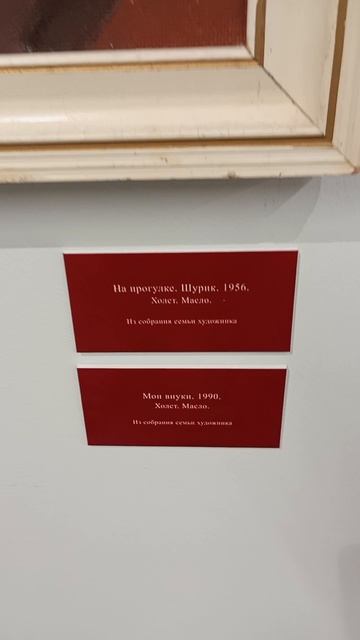 На прогулке. Шурик. 1956.
Холст. Масло.
Из собрания семьи художника
Мои внуки. 1990.
Холст. Масло.
Из собрания семьи художника